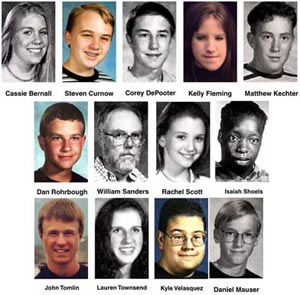 Cassie Bernall Steven Curnow Corey DePooter Kelly Fleming Matthew Kechter
Dan Rohrbough William Sanders Rachel Scott Isaiah Shoels
John Tomlin Lauren Townsend Kyle Velasquez Daniel Mauser